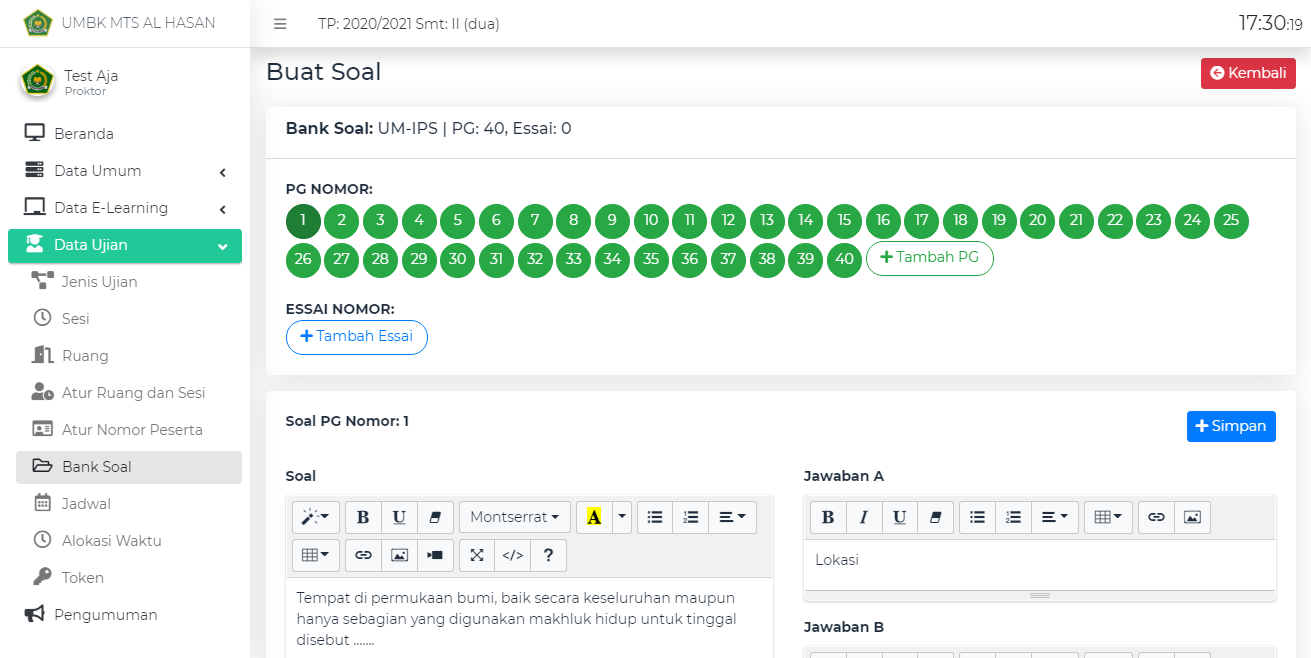 UMBK MTS AL HASAN
TP: 2020/2021 Smt: II (dua)
17:30:19
Test Aja
Proktor
Beranda
Data Umum
Data E-Learning
Data Ujian
Jenis Ujian
Sesi
Ruang
Atur Ruang dan Sesi
Atur Nomor Peserta
Bank Soal
Jadwal
Alokasi Waktu
Token
Pengumuman
Buat Soal
Kembali
Bank Soal: UM-IPS | PG: 40, Essai: 0
PG NOMOR:
1 2 3 4 5 6 7 8 9 10 11 12 13 14 15 16 17 18 19 20 21 22 23 24 25
26 27 28 29 30 31 32 33 34 35 36 37 38 39 40 + Tambah PG
ESSAI NOMOR:
+ Tambah Essai
Soal PG Nomor: 1
+ Simpan
Soal
B U Montserrat A
</> ?
Tempat di permukaan bumi, baik secara keseluruhan maupun
hanya sebagian yang digunakan makhluk hidup untuk tinggal
disebut .......
Jawaban A
B I U
Lokasi
Jawaban B